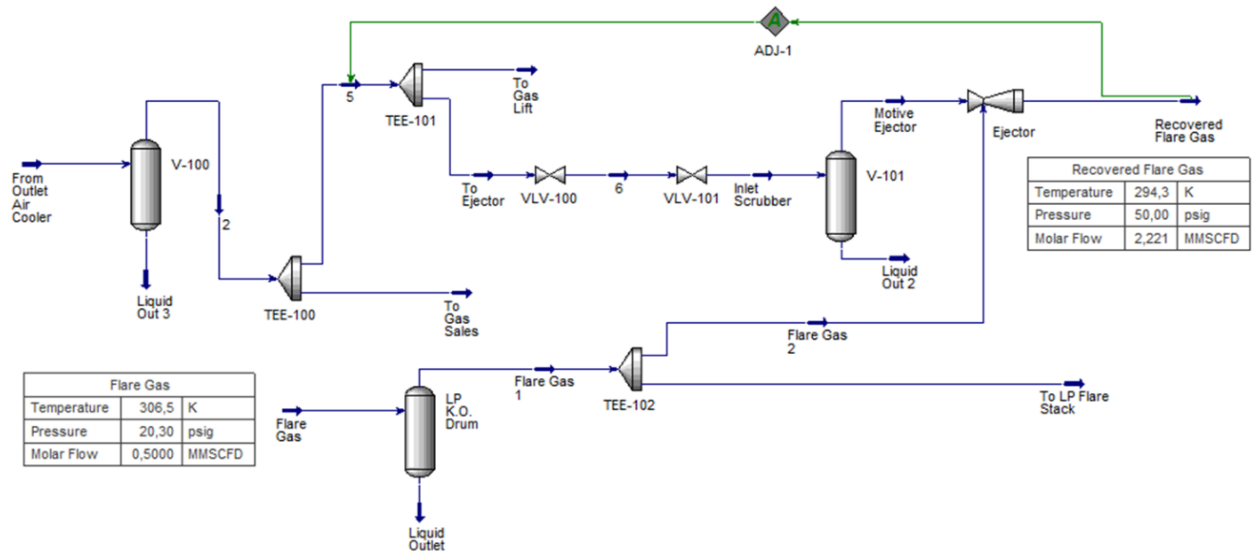 A
ADJ-1
5
TEE-101
To
Gas
Lift
Motive
Ejector
Ejector
Recovered
Flare Gas
From
Outlet
Air
Cooler
V-100
2
Liquid
Out 3
To
Ejector
VLV-100
6
VLV-101
Inlet
Scrubber
V-101
Liquid
Out 2
Recovered Flare Gas
Temperature 294,3 K
Pressure 50,00 psig
Molar Flow 2,221 MMSCFD
TEE-100
To
Gas
Sales
Flare Gas
2
Flare Gas
Temperature 306,5 K
Pressure 20,30 psig
Molar Flow 0,5000 MMSCFD
Flare
Gas
LP
K.O.
Drum
Flare Gas
1
TEE-102
To LP Flare
Stack
Liquid
Outlet